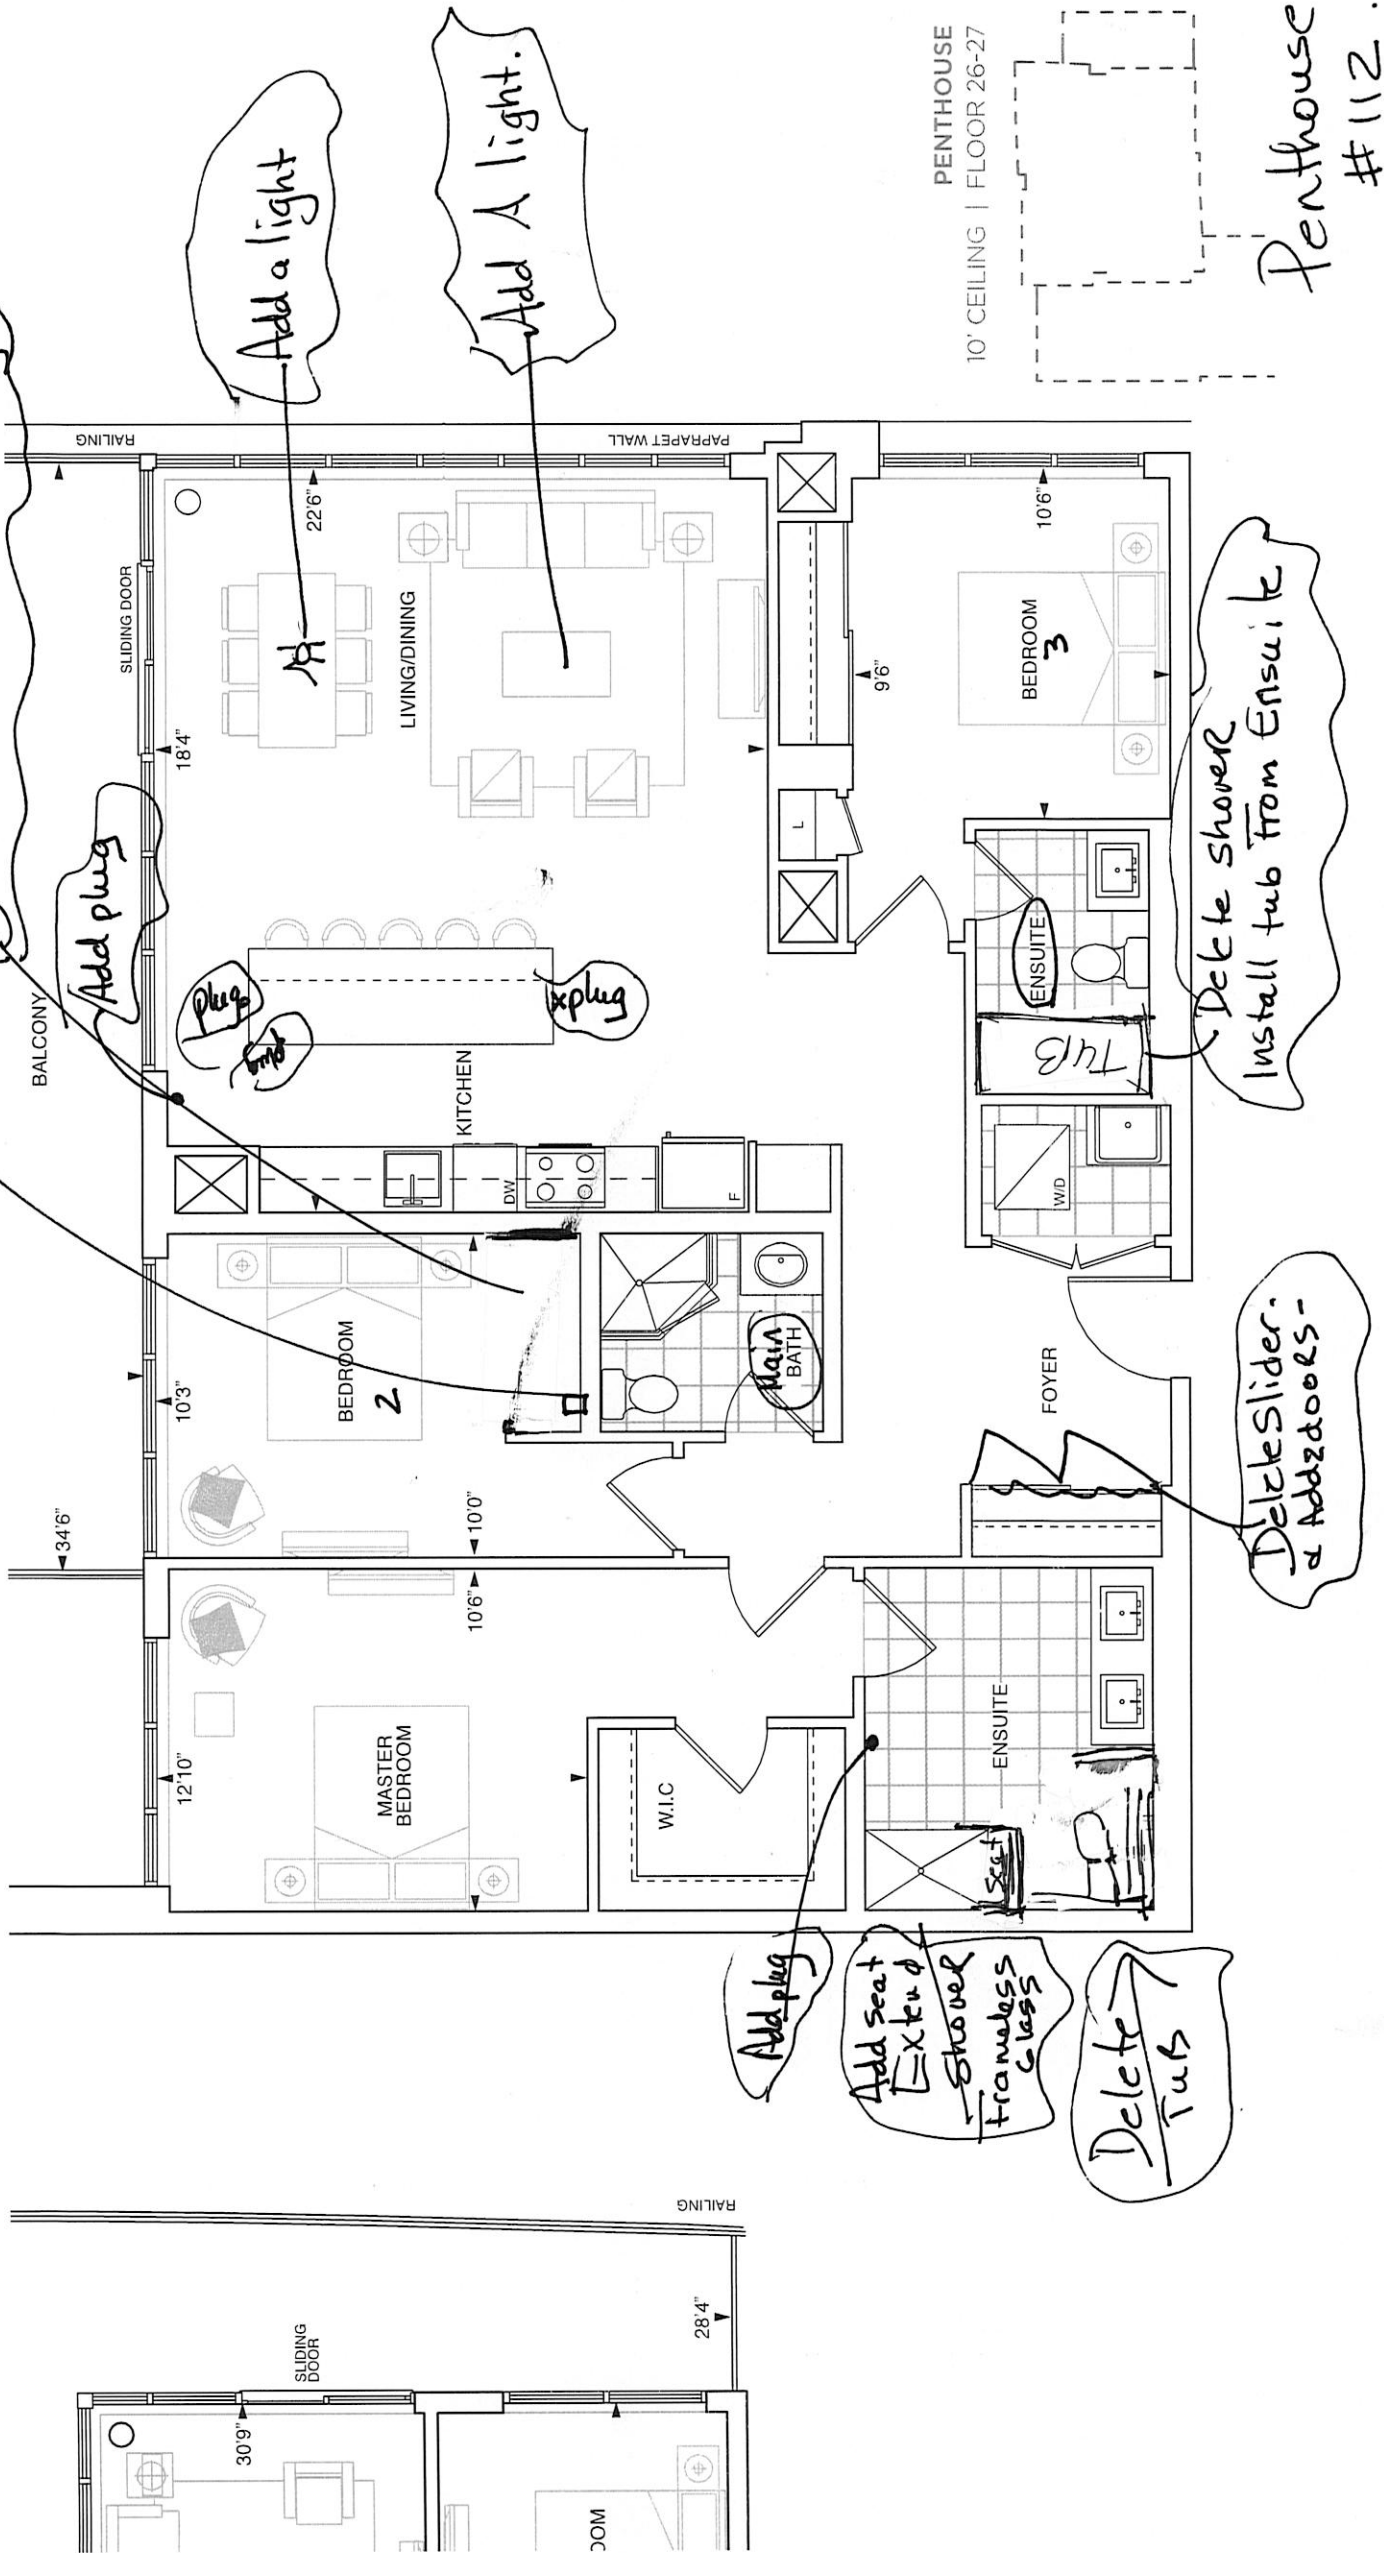 PENTHOUSE
10' CEILING | FLOOR 26-27
Penthouse
#112.
Add a light
Add A light.
RAILING
PAPRAPET WALL
22'6"
10'6"
SLIDING DOOR
18'4"
LIVING/DINING
9'6"
BEDROOM
3
L
Add plug
BALCONY
plug
xplug
KITCHEN
ENSUITE
TUB
Delete shower
Install tub From Ensuite
DW
F
W/D
10'3"
BEDROOM
2
Main
BATH
FOYER
Delete Slider.
& Add 2 doors -
34'6"
10'0"
10'6"
12'10"
MASTER
BEDROOM
W.I.C
ENSUITE
Seat
Add plug
Add seat
Extend
Shower
Frameless
Glass
Delete
Tub
RAILING
28'4"
SLIDING
DOOR
30'9"
OOM